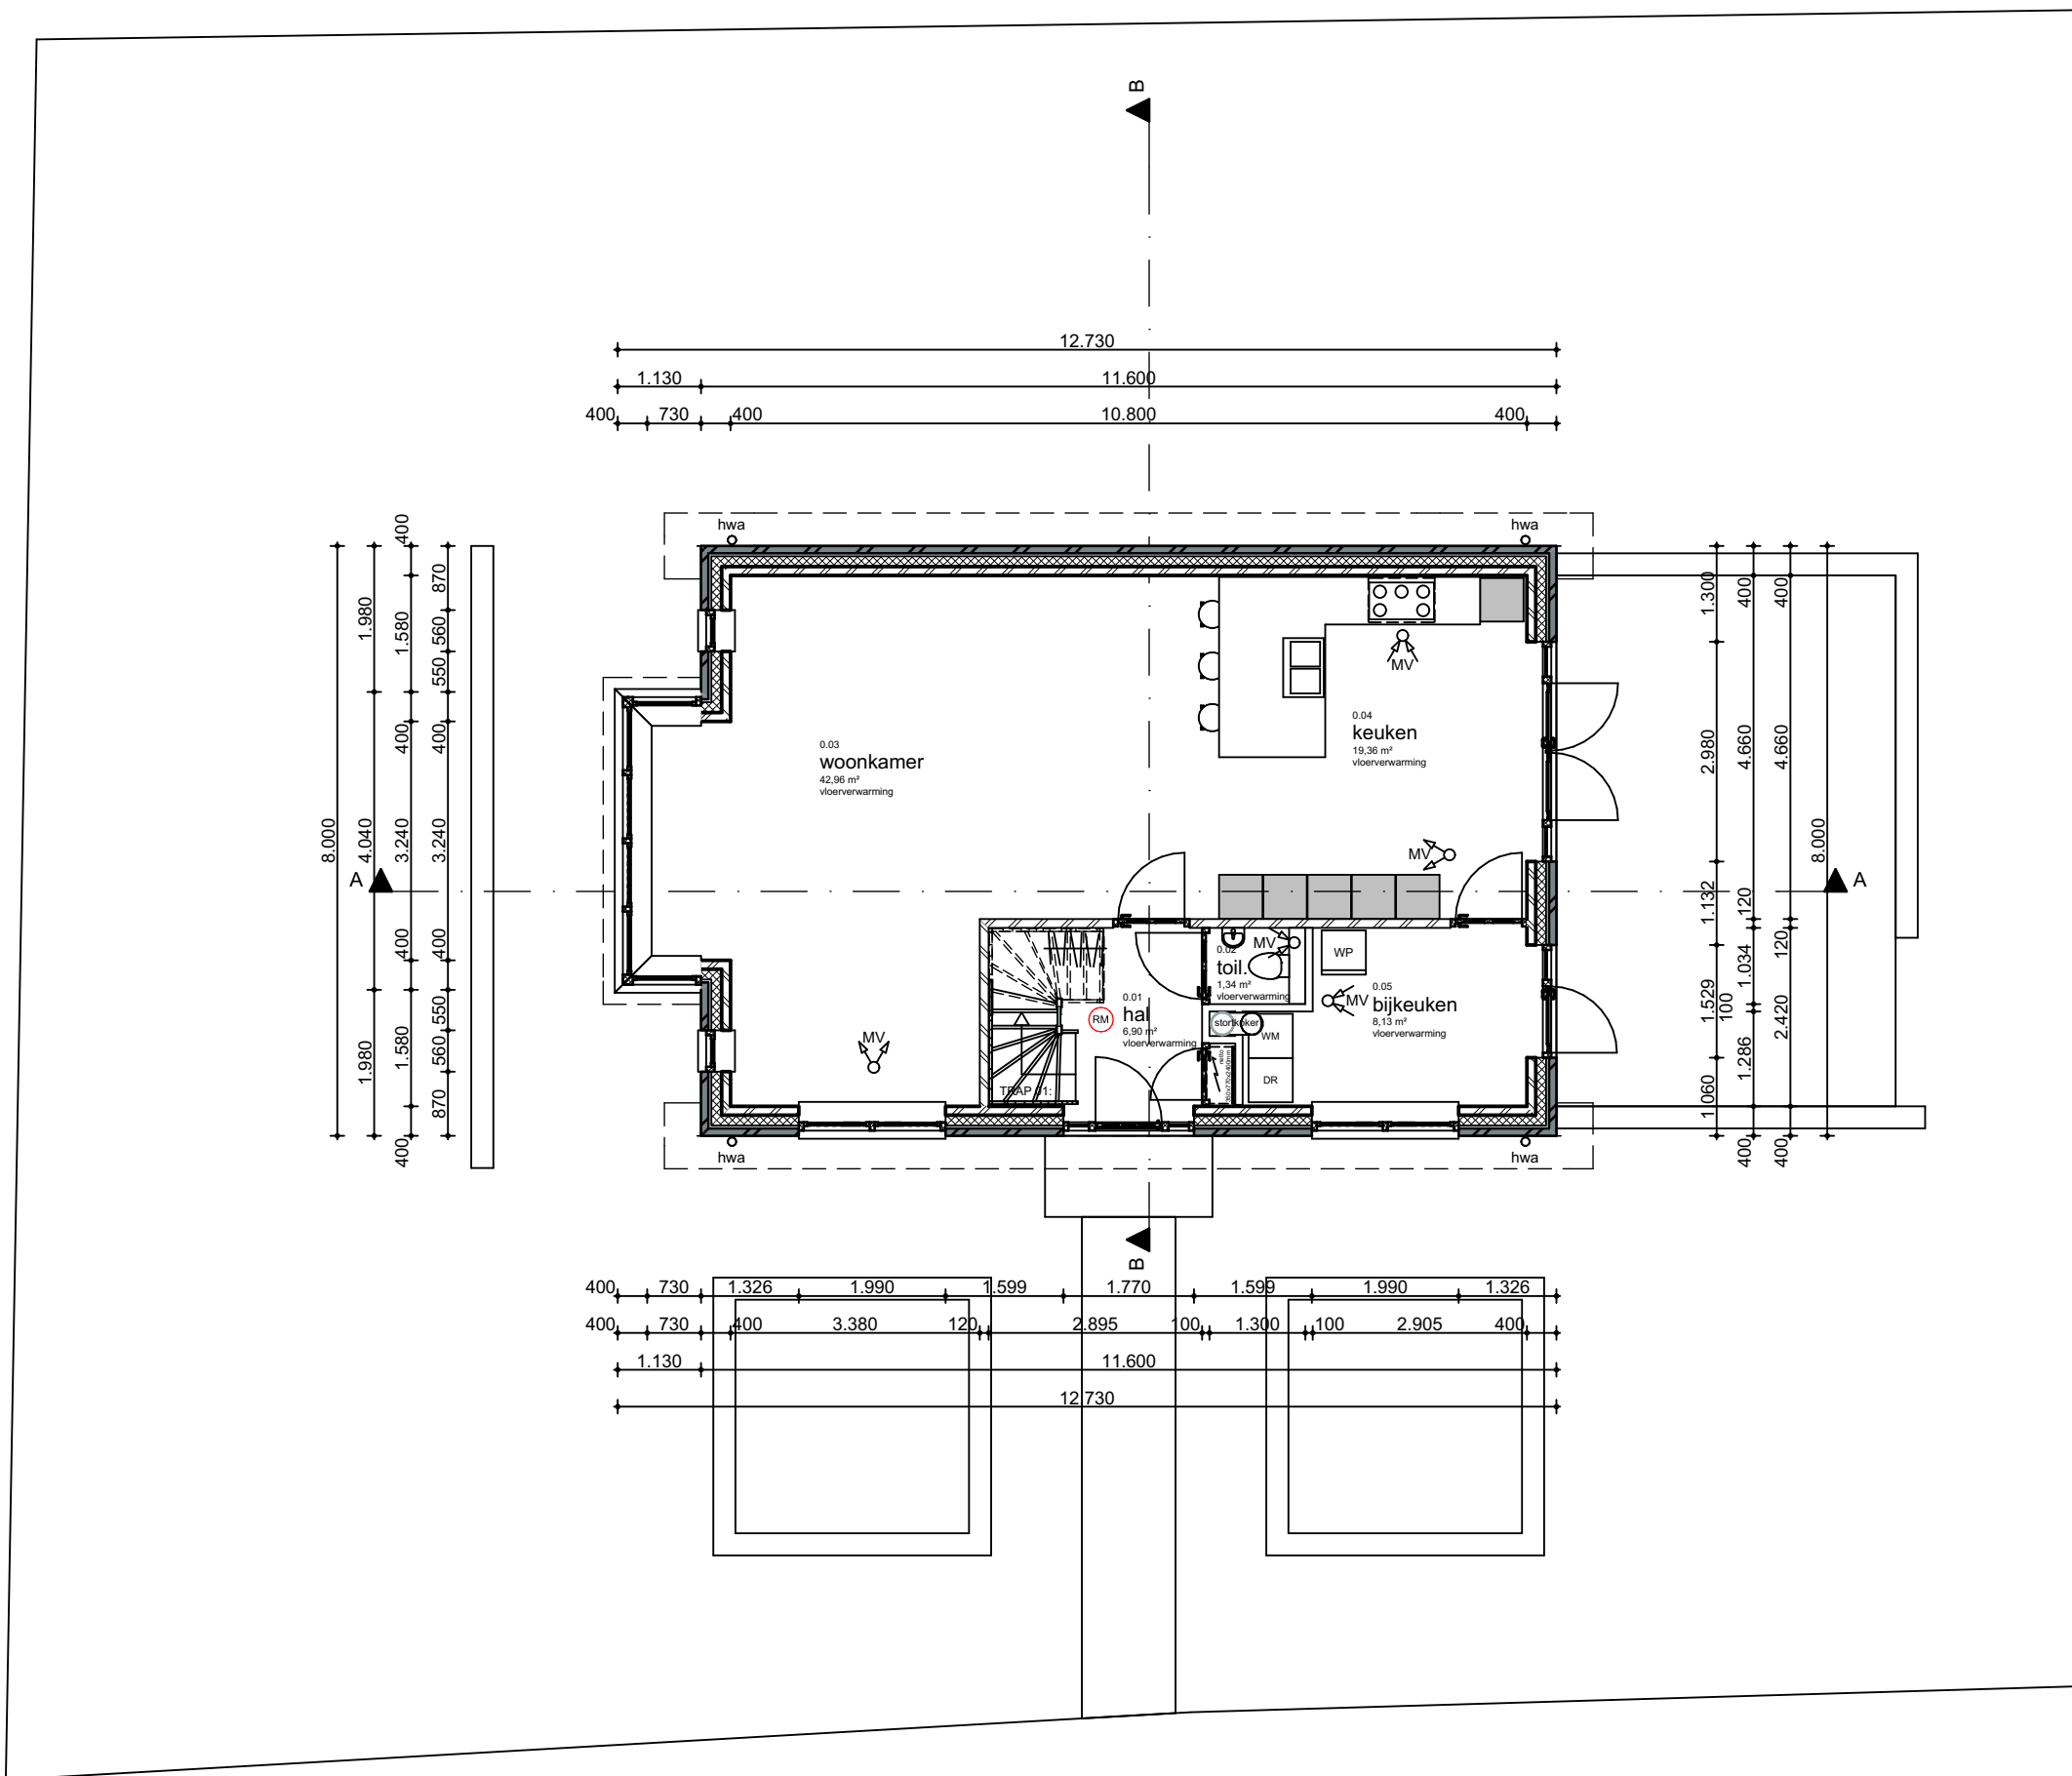 B
12.730
1.130 11.600
400 730 400 10.800 400
hwa hwa
8.000
1.980 4.040 1.980
400 1.580 400 3.240 400 1.580 400
870 560 550 400 3.240 400 550 560 870
A
0.03
woonkamer
42,96 m²
vloerverwarming
MV
0.04
keuken
19,36 m²
vloerverwarming
MV
MV
0.02
toil.
1,34 m²
vloerverwarming
WP
0.01
hal
6,90 m²
vloerverwarming
RM
TRAP 01:
MV
0.05
bijkeuken
8,13 m²
vloerverwarming
stortkoker
WM
DR
1.300 2.980 1.132 1.529 1.060
400 4.660 120 1.034 100 1.286 400
400 4.660 120 2.420 400
8.000
A
hwa hwa
B
400 730 1.326 1.990 1.599 1.770 1.599 1.990 1.326
400 730 400 3.380 120 2.895 100 1.300 100 2.905 400
1.130 11.600
12.730